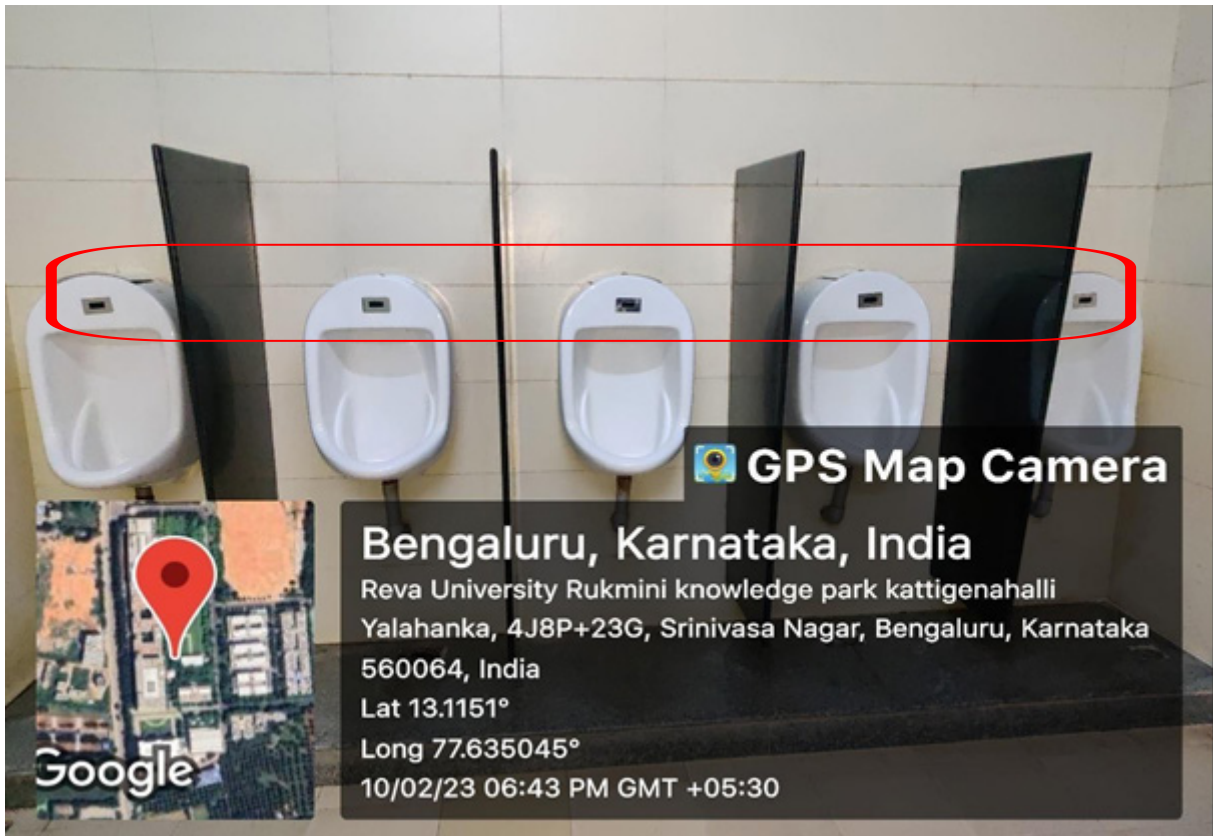 GPS Map Camera
Bengaluru, Karnataka, India
Reva University Rukmini knowledge park kattigenahalli
Yalahanka, 4J8P+23G, Srinivasa Nagar, Bengaluru, Karnataka
560064, India
Lat 13.1151°
Long 77.635045°
10/02/23 06:43 PM GMT +05:30
Google